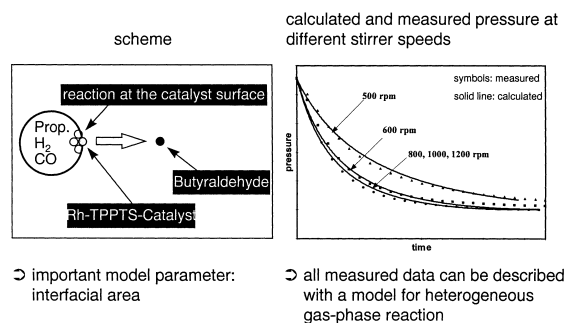 scheme
calculated and measured pressure at
different stirrer speeds
reaction at the catalyst surface
Prop.
H2
CO
Butyraldehyde
Rh-TPPTS-Catalyst
symbols: measured
solid line: calculated
500 rpm
600 rpm
800, 1000, 1200 rpm
pressure
time
⊃ important model parameter:
interfacial area
⊃ all measured data can be described
with a model for heterogeneous
gas-phase reaction